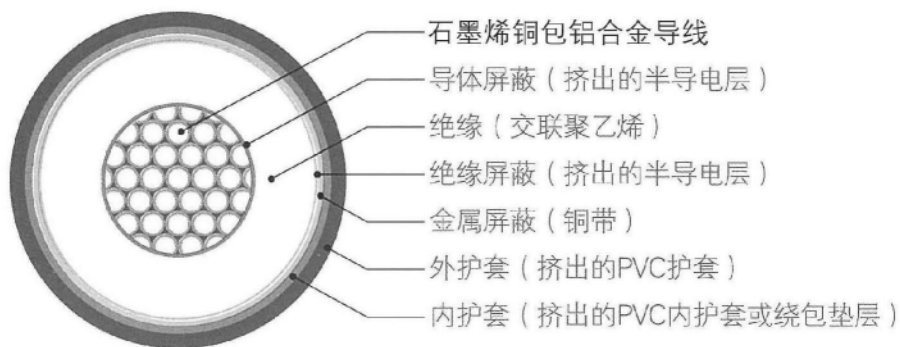 石墨烯铜包铝合金导线
导体屏蔽（挤出的半导电层）
绝缘（交联聚乙烯）
绝缘屏蔽（挤出的半导电层）
金属屏蔽（铜带）
外护套（挤出的PVC护套）
内护套（挤出的PVC内护套或绕包垫层）